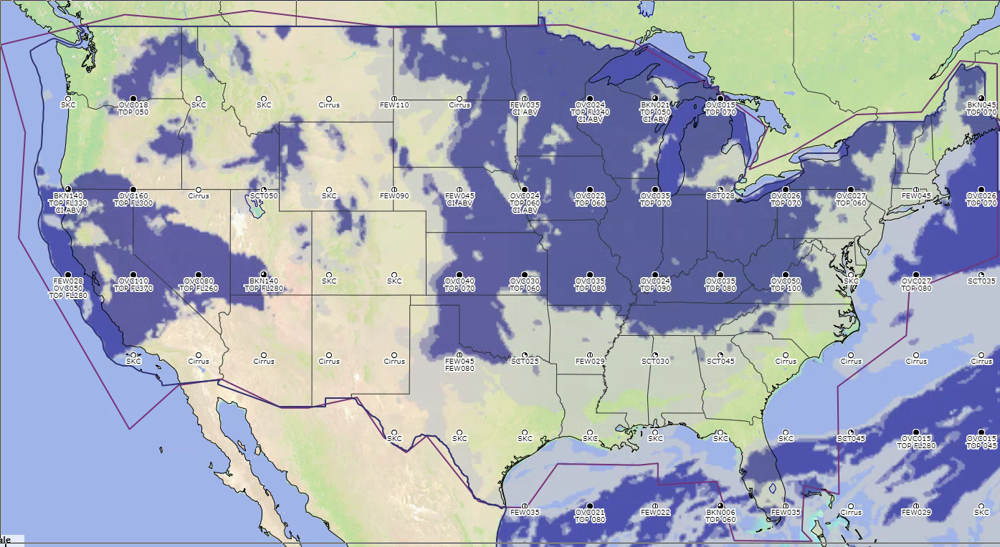 SKC
OVC018
TOP 050
SKC
SKC
Cirrus
FEW110
Cirrus
FEW035
CI ABV
OVC024
TOP FL340
CI ABV
BKN021
TOP 050
CI ABV
OVC015
TOP 070
BKN045
TOP 070
BKN140
TOP FL330
CI ABV
OVC160
TOP FL300
Cirrus
SCT050
SKC
FEW090
FEW045
CI ABV
OVC024
TOP 060
CI ABV
OVC022
TOP 060
OVC035
TOP 070
SCT028
OVC026
TOP 070
OVC027
TOP 060
FEW045
OVC026
TOP 070
FEW028
OVC050
TOP FL280
OVC110
TOP FL370
OVC080
TOP FL260
BKN140
TOP FL280
SKC
SKC
OVC040
TOP 070
OVC030
TOP 060
OVC035
TOP 080
OVC024
TOP 090
OVC035
TOP 080
OVC050
TOP 100
SKC
OVC027
TOP 080
SCT035
SKC
Cirrus
Cirrus
Cirrus
Cirrus
FEW045
FEW080
SCT025
FEW029
SCT030
SCT045
Cirrus
Cirrus
Cirrus
Cirrus
SKC
SKC
SKC
SKC
SKC
SKC
SKC
SCT045
OVC015
TOP FL280
OVC015
TOP 045
FEW035
OVC021
TOP 080
FEW022
BKN006
TOP 060
FEW035
Cirrus
FEW029
SKC